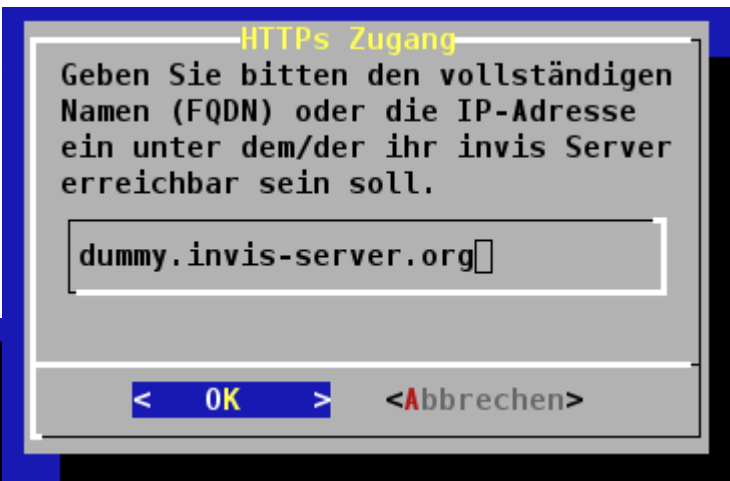 HTTPs Zugang
Geben Sie bitten den vollständigen
Namen (FQDN) oder die IP-Adresse
ein unter dem/der ihr invis Server
erreichbar sein soll.
dummy.invis-server.org
< OK > <Abbrechen>